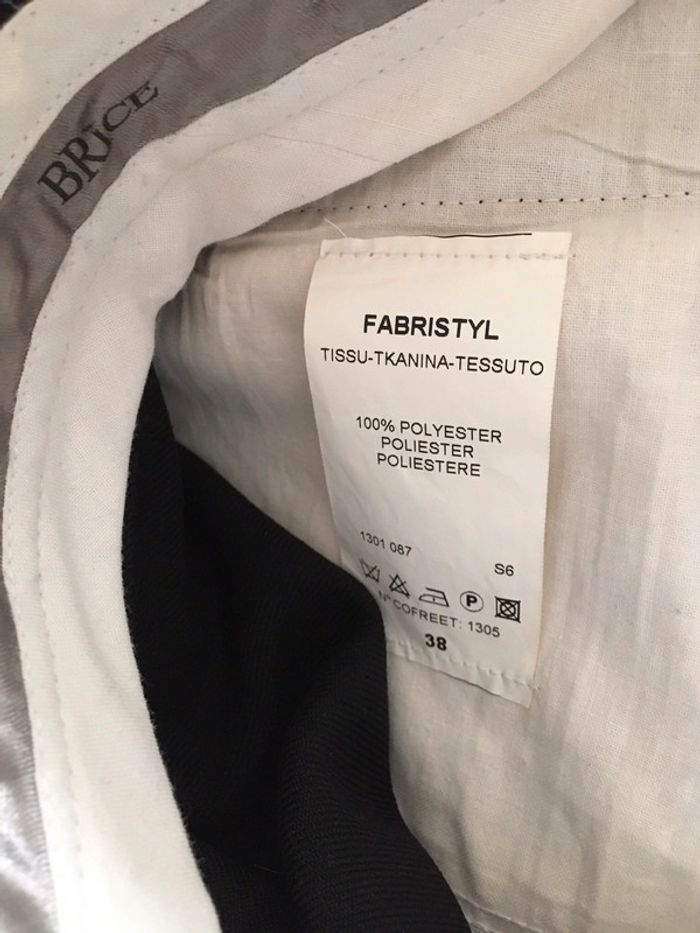 BRiCE
FABRISTYL
TISSU-TKANINA-TESSUTO
100% POLYESTER
POLIESTER
POLIESTERE
1301 087
S6
P
N° COFREET: 1305
38